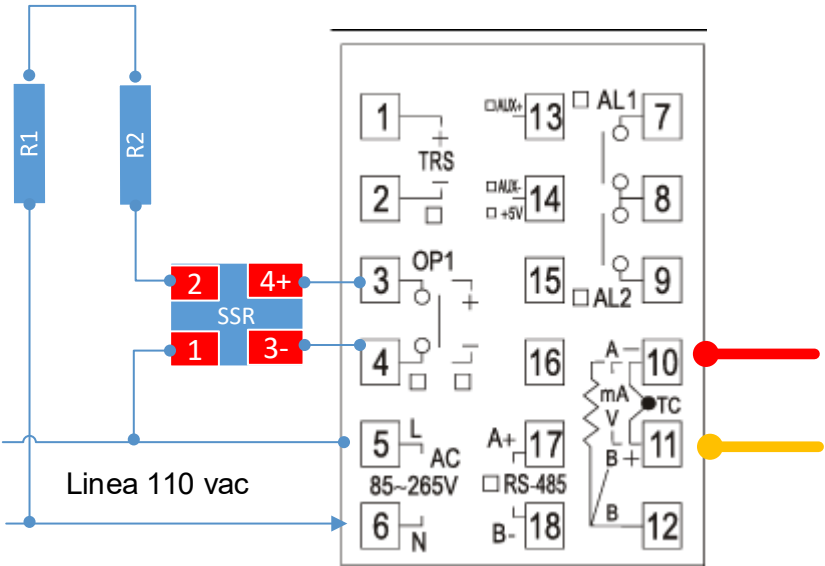 R1
R2
2
4+
SSR
1
3-
Linea 110 vac
1
+
TRS
2
-
3
OP1
+
4
-
5
L
AC
85~265V
6
N
AUX+
13
AUX-
+5V
14
15
16
A+
17
RS-485
B-
18
AL1
7
8
9
AL2
A
-
10
mA
V
TC
B
+
11
B
12